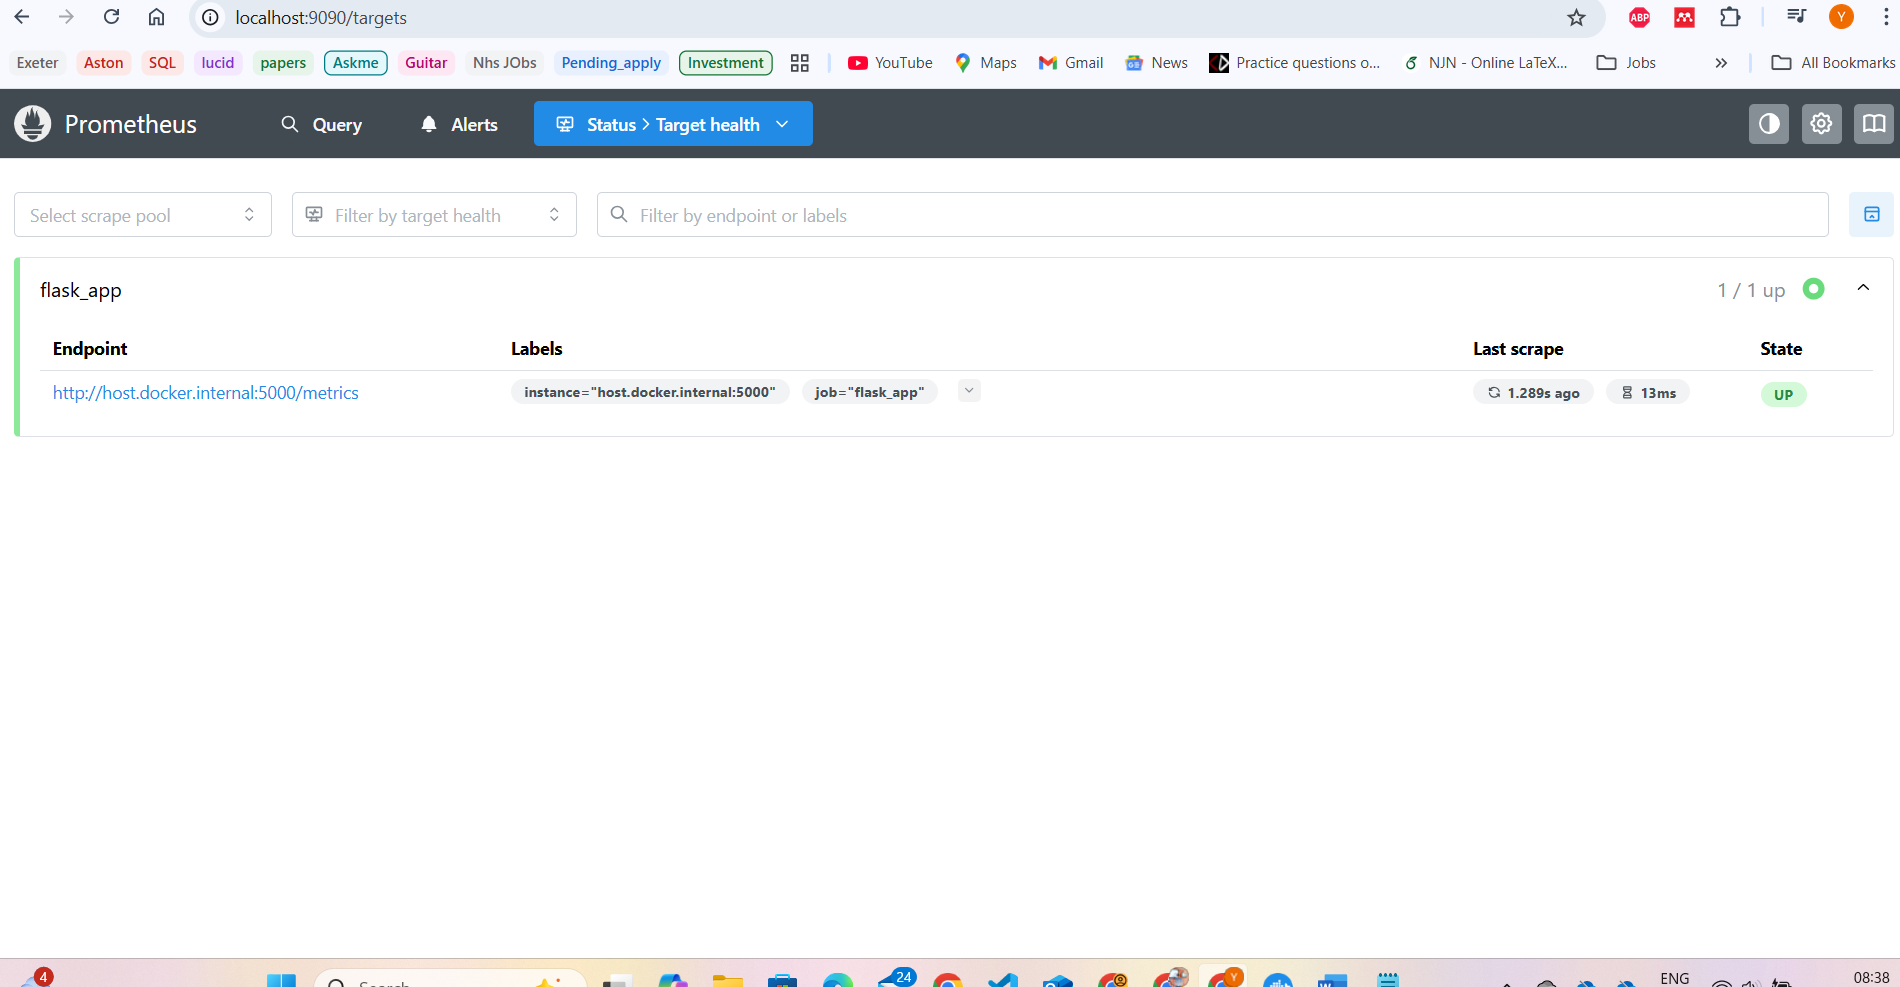 localhost:9090/targets
ABP
Y
Exeter Aston SQL lucid papers Askme Guitar Nhs JObs Pending_apply Investment YouTube Maps Gmail News Practice questions o... NJN - Online LaTeX... Jobs » All Bookmarks
Prometheus Query Alerts Status > Target health
Select scrape pool Filter by target health Filter by endpoint or labels
flask_app 1 / 1 up
Endpoint Labels Last scrape State
http://host.docker.internal:5000/metrics instance="host.docker.internal:5000" job="flask_app" 1.289s ago 13ms UP
4 Search 24 Y ENG 08:38